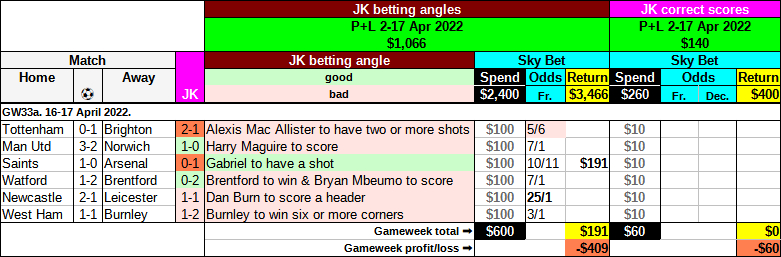 JK betting angles JK correct scores
P+L 2-17 Apr 2022 P+L 2-17 Apr 2022
$1,066 $140
Match JK betting angle Sky Bet Sky Bet
Home Away JK good Spend Odds Return Spend Odds Return
bad $2,400 Fr. $3,466 $260 Fr. Dec. $400
GW33a. 16-17 April 2022.
Tottenham 0-1 Brighton 2-1 Alexis Mac Allister to have two or more shots $100 5/6 $10
Man Utd 3-2 Norwich 1-0 Harry Maguire to score $100 7/1 $10
Saints 1-0 Arsenal 0-1 Gabriel to have a shot $100 10/11 $191 $10
Watford 1-2 Brentford 0-2 Brentford to win & Bryan Mbeumo to score $100 7/1 $10
Newcastle 2-1 Leicester 1-1 Dan Burn to score a header $100 25/1 $10
West Ham 1-1 Burnley 1-2 Burnley to win six or more corners $100 3/1 $10
Gameweek total ➡ $600 $191 $60 $0
Gameweek profit/loss ➡ -$409 -$60